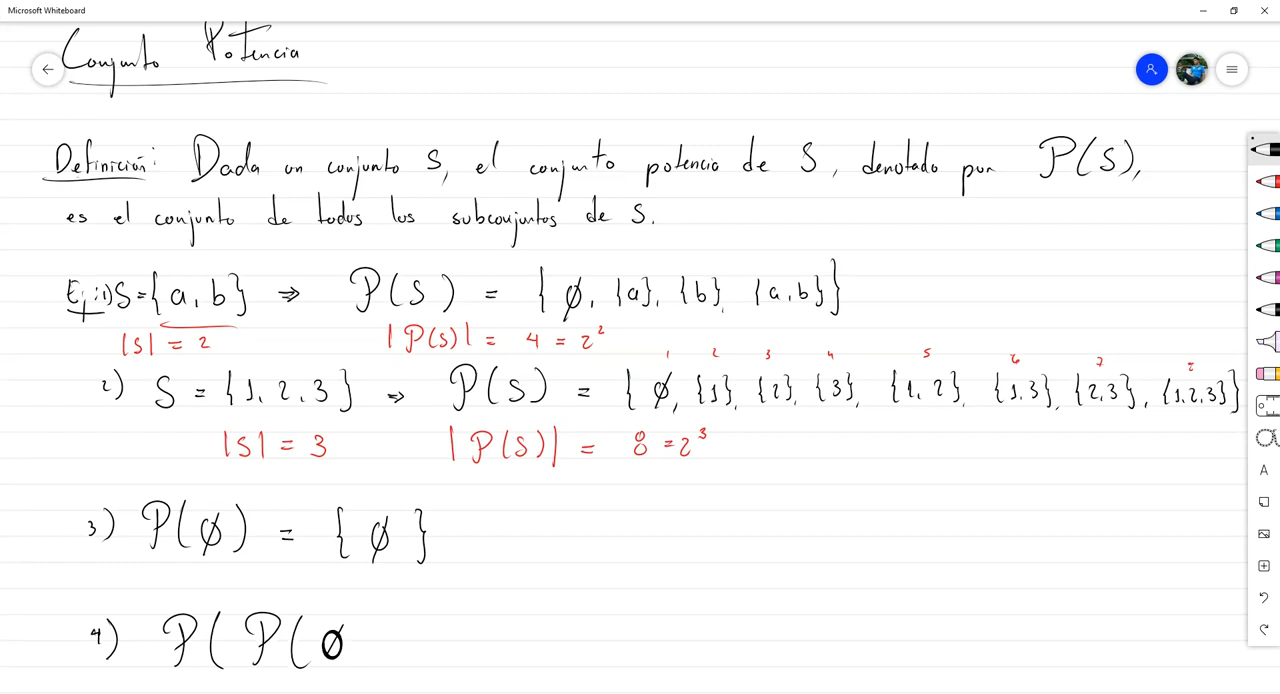 Microsoft Whiteboard
Conjunto Potencia
Definición: Dada un conjunto S, el conjunto potencia de S, denotado por P(S),
es el conjunto de todos los subconjuntos de S.
Ej: 1) S = {a, b} ⇒ P(S) = { ∅, {a}, {b}, {a, b}}
|S| = 2 |P(S)| = 4 = 2²
1 2 3 4 5 6 7 8
2) S = {1, 2, 3} ⇒ P(S) = { ∅, {1}, {2}, {3}, {1, 2}, {1, 3}, {2, 3}, {1, 2, 3}}
|S| = 3 |P(S)| = 8 = 2³
3) P(∅) = { ∅ }
4) P( P( ∅